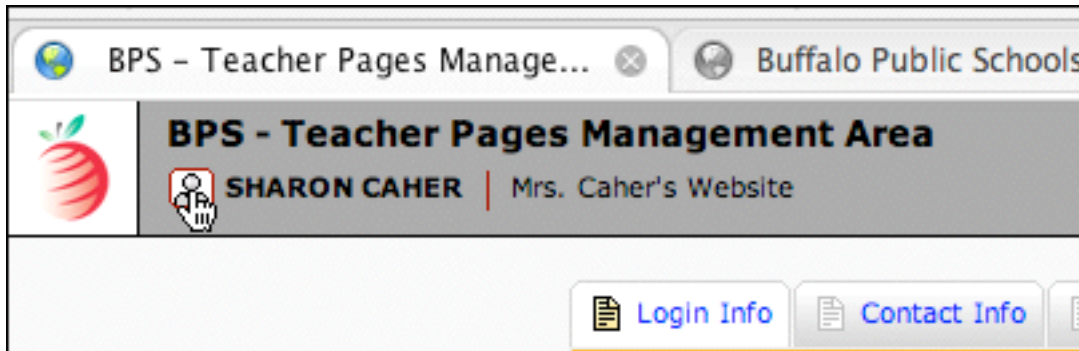 BPS – Teacher Pages Manage... Buffalo Public Schools
BPS - Teacher Pages Management Area
SHARON CAHER | Mrs. Caher's Website
Login Info Contact Info